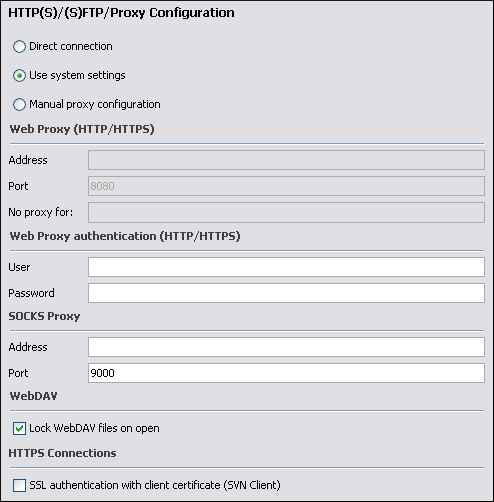 HTTP(S)/(S)FTP/Proxy Configuration
Direct connection
Use system settings
Manual proxy configuration
Web Proxy (HTTP/HTTPS)
Address
Port 8080
No proxy for:
Web Proxy authentication (HTTP/HTTPS)
User
Password
SOCKS Proxy
Address
Port 9000
WebDAV
Lock WebDAV files on open
HTTPS Connections
SSL authentication with client certificate (SVN Client)